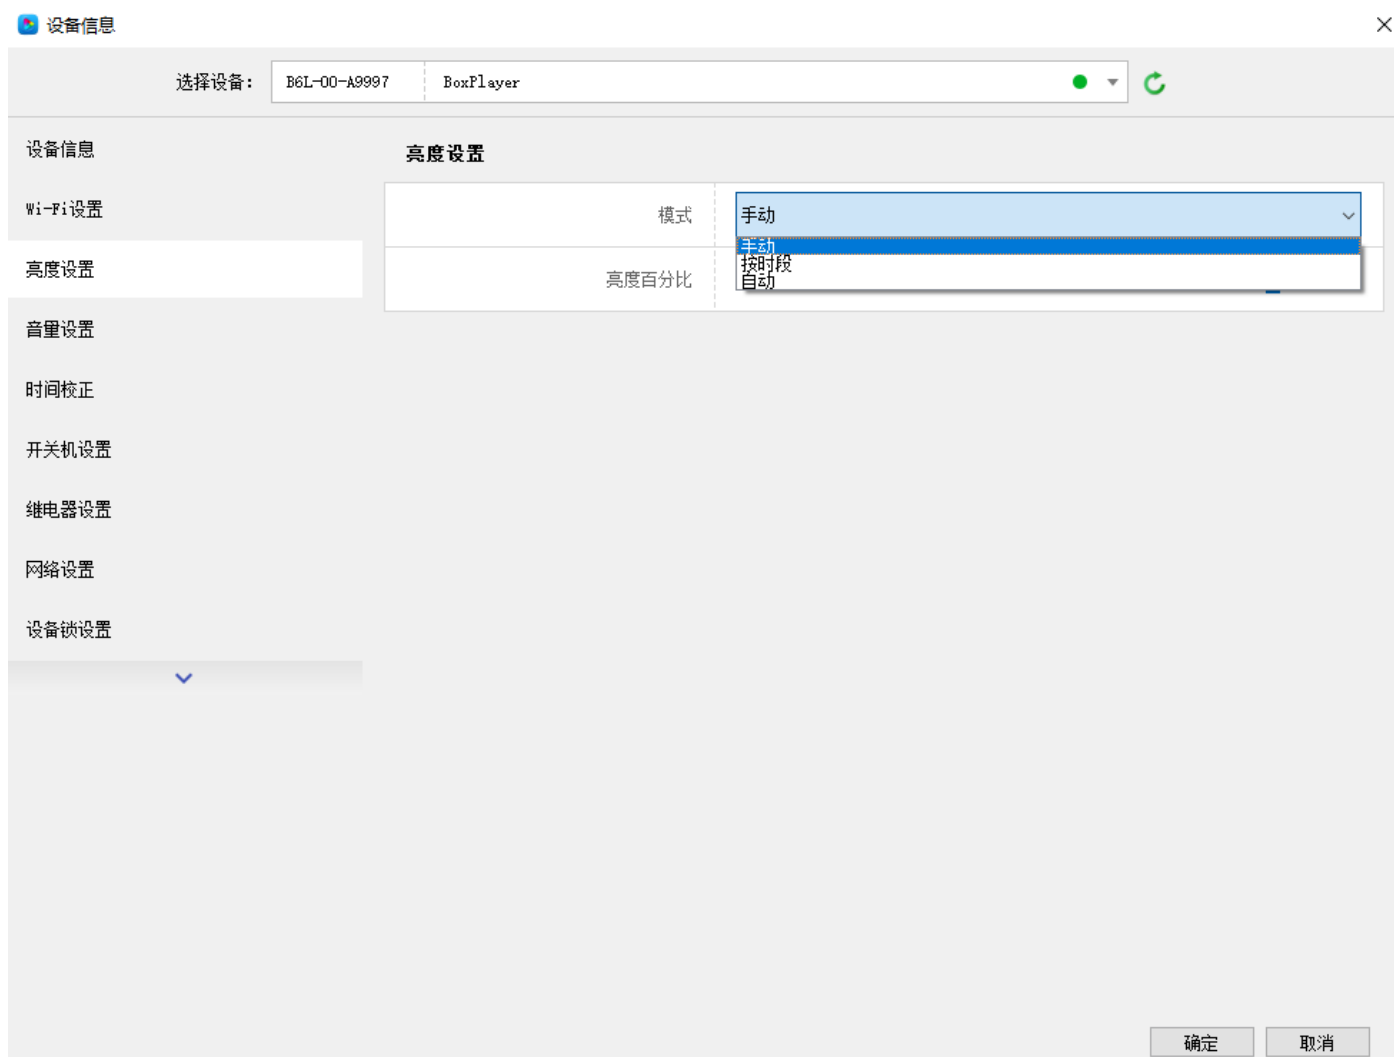 设备信息
选择设备： B6L-00-A9997 BoxPlayer
设备信息
Wi-Fi设置
亮度设置
音量设置
时间校正
开关机设置
继电器设置
网络设置
设备锁设置
亮度设置
模式 手动
手动
按时段
自动
亮度百分比
确定 取消